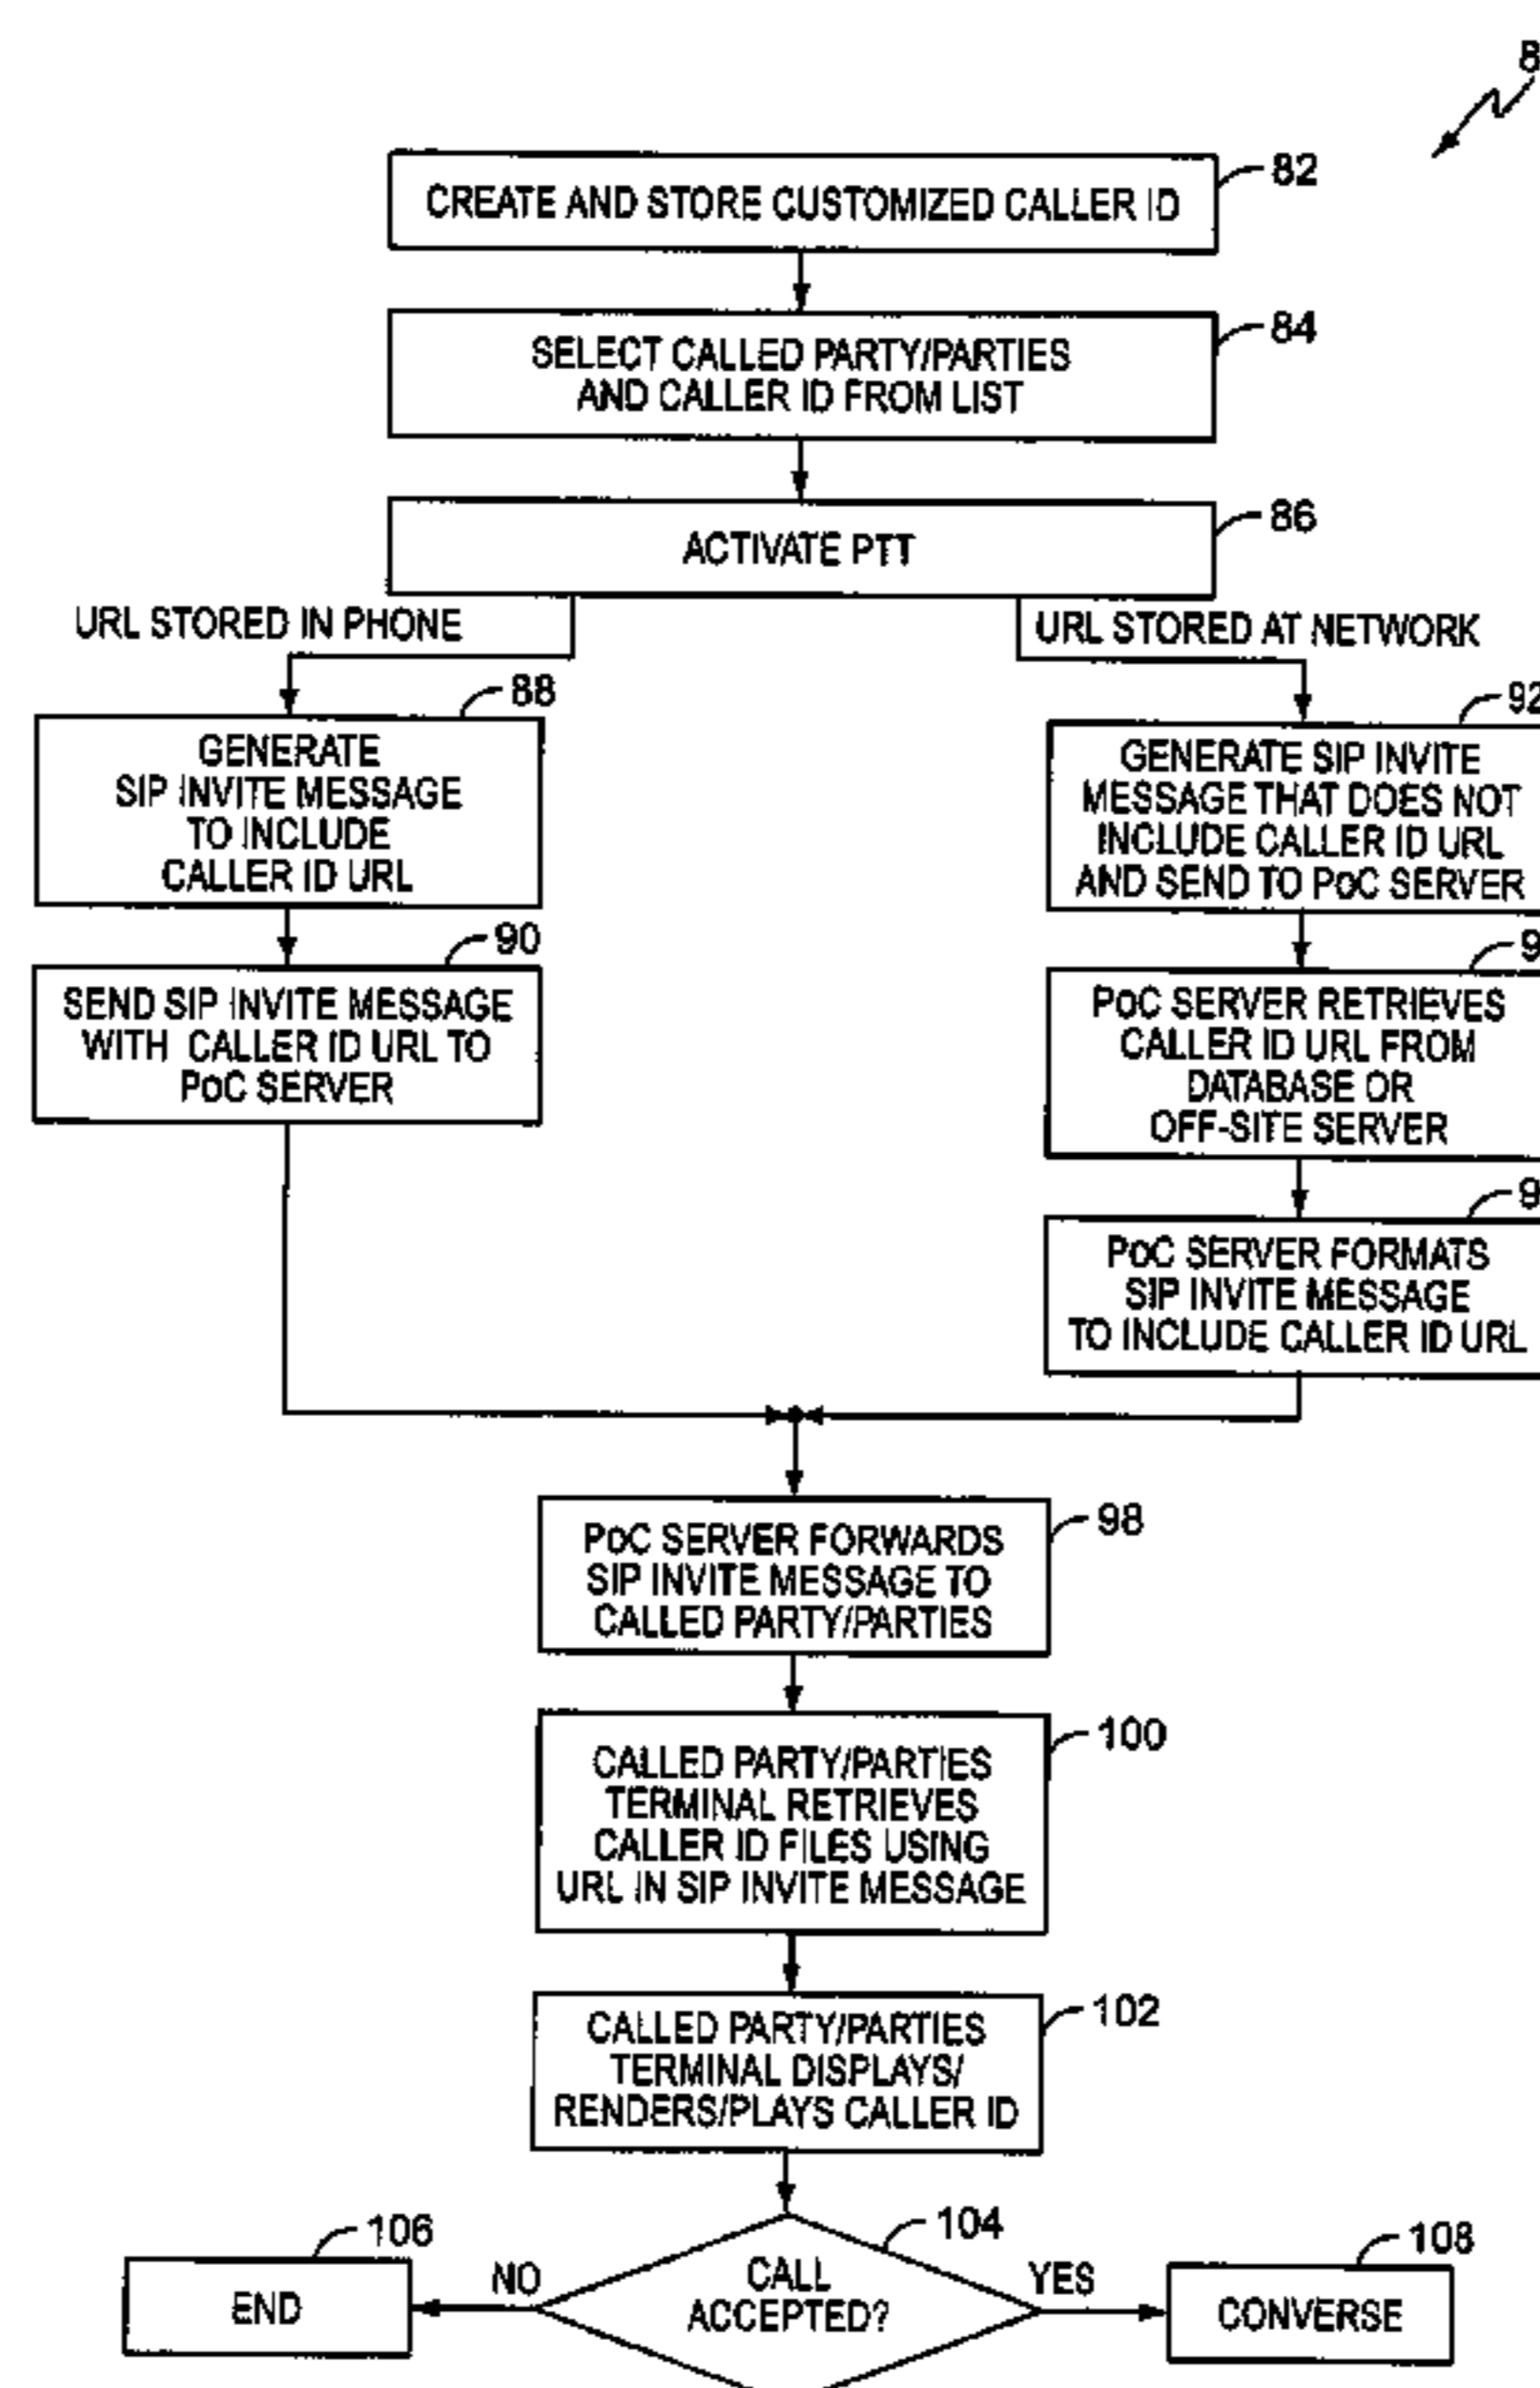 8
82
CREATE AND STORE CUSTOMIZED CALLER ID
84
SELECT CALLED PARTY/PARTIES
AND CALLER ID FROM LIST
86
ACTIVATE PTT
URL STORED IN PHONE
URL STORED AT NETWORK
88
GENERATE
SIP INVITE MESSAGE
TO INCLUDE
CALLER ID URL
92
GENERATE SIP INVITE
MESSAGE THAT DOES NOT
INCLUDE CALLER ID URL
AND SEND TO PoC SERVER
90
SEND SIP INVITE MESSAGE
WITH CALLER ID URL TO
PoC SERVER
9
PoC SERVER RETRIEVES
CALLER ID URL FROM
DATABASE OR
OFF-SITE SERVER
9
PoC SERVER FORMATS
SIP INVITE MESSAGE
TO INCLUDE CALLER ID URL
98
PoC SERVER FORWARDS
SIP INVITE MESSAGE TO
CALLED PARTY/PARTIES
100
CALLED PARTY/PARTIES
TERMINAL RETRIEVES
CALLER ID FILES USING
URL IN SIP INVITE MESSAGE
102
CALLED PARTY/PARTIES
TERMINAL DISPLAYS/
RENDERS/PLAYS CALLER ID
104
CALL
ACCEPTED?
NO
106
END
YES
108
CONVERSE